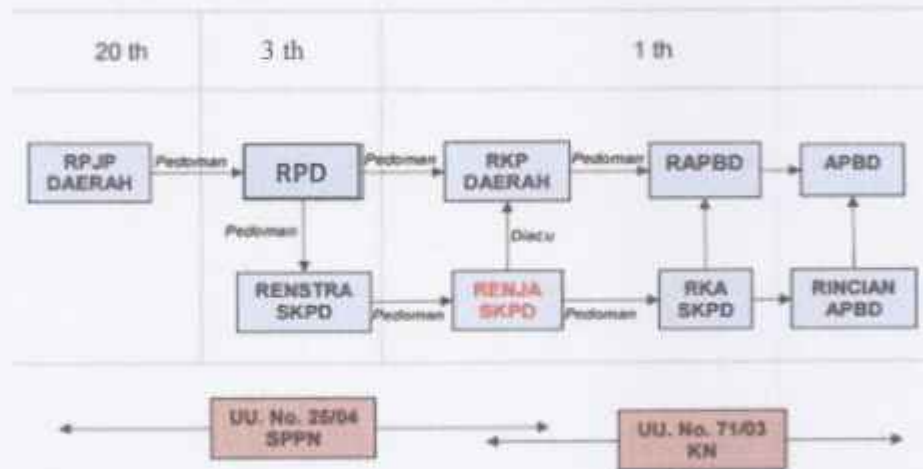 20 th
3 th
1 th
RPJP
DAERAH
Pedoman
RPD
Pedoman
RKP
DAERAH
Pedoman
RAPBD
APBD
Pedoman
Diacu
RENSTRA
SKPD
Pedoman
RENJA
SKPD
Pedoman
RKA
SKPD
RINCIAN
APBD
UU. No. 25/04
SPPN
UU. No. 71/03
KN